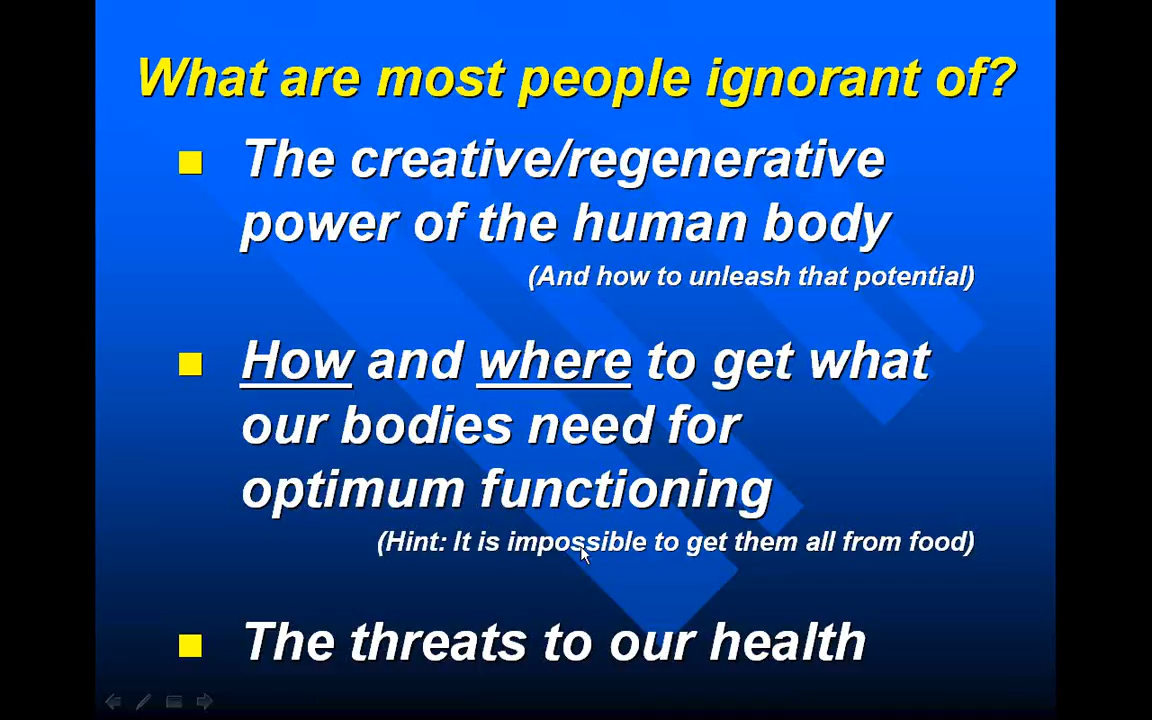 What are most people ignorant of?
The creative/regenerative
power of the human body
(And how to unleash that potential)
How and where to get what
our bodies need for
optimum functioning
(Hint: It is impossible to get them all from food)
The threats to our health